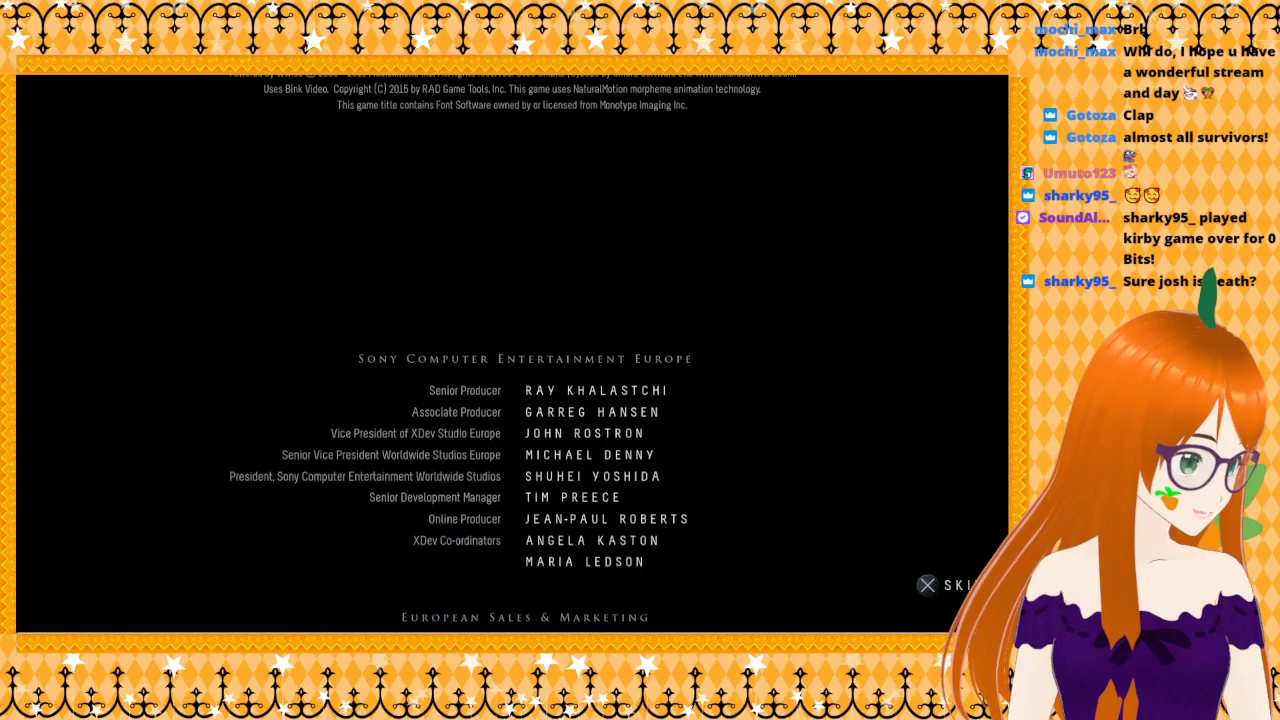 Uses Bink Video. Copyright (C) 2015 by RAD Game Tools, Inc. This game uses NaturalMotion morpheme animation technology.
This game title contains Font Software owned by or licensed from Monotype Imaging Inc.
SONY COMPUTER ENTERTAINMENT EUROPE
Senior Producer RAY KHALASTCHI
Associate Producer GARREG HANSEN
Vice President of XDev Studio Europe JOHN ROSTRON
Senior Vice President Worldwide Studios Europe MICHAEL DENNY
President, Sony Computer Entertainment Worldwide Studios SHUHEI YOSHIDA
Senior Development Manager TIM PREECE
Online Producer JEAN-PAUL ROBERTS
XDev Co-ordinators ANGELA KASTON
MARIA LEDSON
EUROPEAN SALES & MARKETING
mochi_max Brb
mochi_max Will do, I hope u have
a wonderful stream
and day
Gotoza Clap
Gotoza almost all survivors!
Umuto123
sharky95_
SoundAl... sharky95_ played
kirby game over for 0
Bits!
sharky95_ Sure josh is